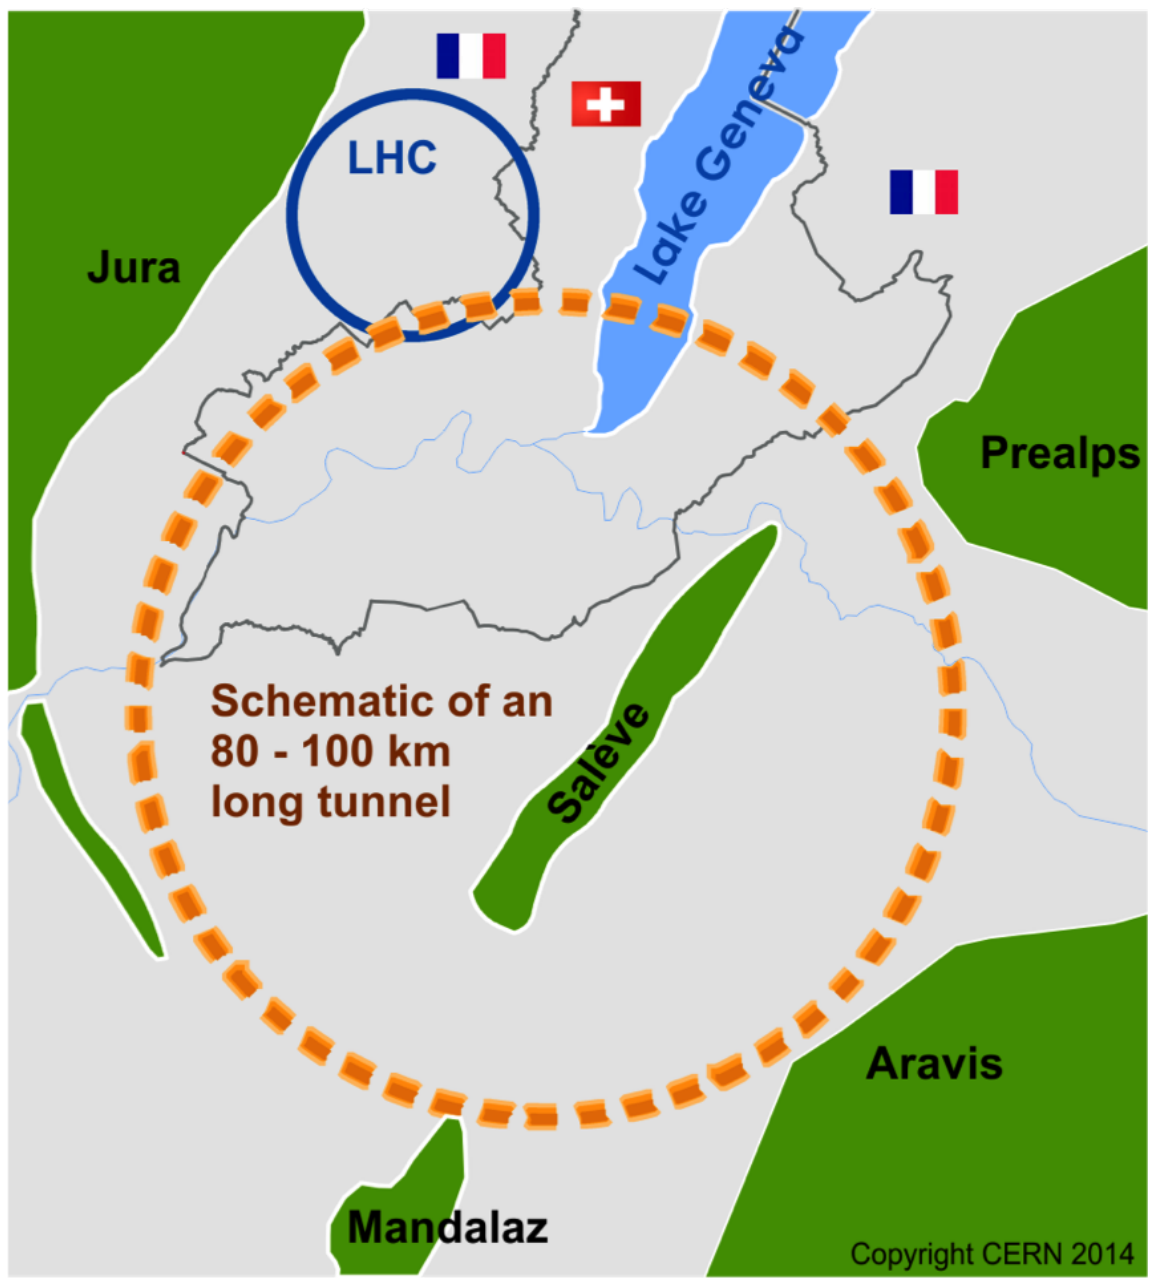 LHC
Lake Geneva
Jura
Prealps
Schematic of an
80 - 100 km
long tunnel
Salève
Aravis
Mandalaz
Copyright CERN 2014